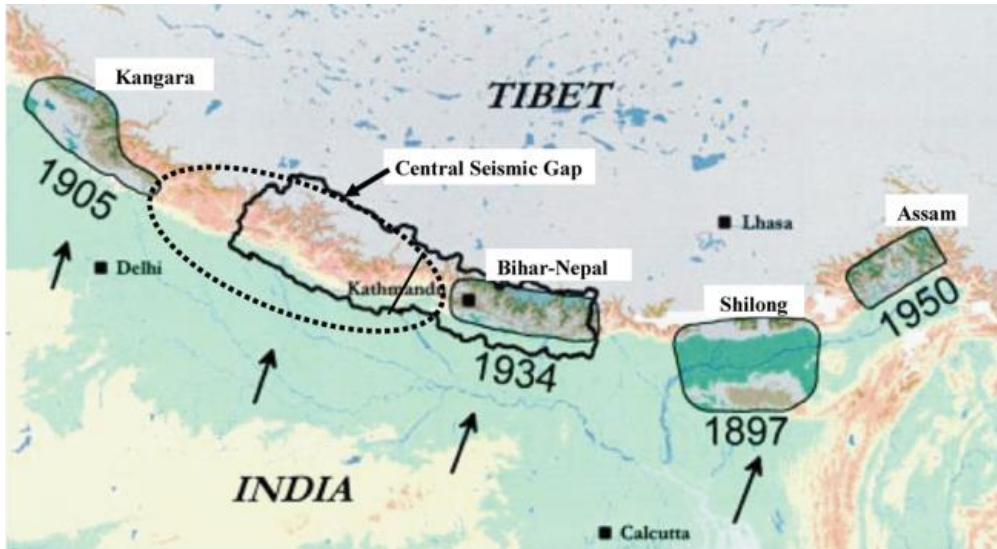 Kangara
TIBET
Central Seismic Gap
1905
Lhasa
Assam
Delhi
Bihar-Nepal
Kathmandu
Shilong
1950
1934
1897
INDIA
Calcutta